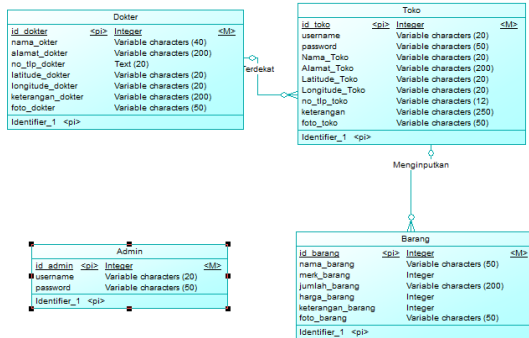 Dokter
id_dokter <pi> Integer <M>
nama_okter Variable characters (40)
alamat_dokter Variable characters (200)
no_tlp_dokter Text (20)
latitude_dokter Variable characters (20)
longitude_dokter Variable characters (20)
keterangan_dokter Variable characters (200)
foto_dokter Variable characters (50)
Identifier_1 <pi>
Terdekat
Toko
id_toko <pi> Integer <M>
username Variable characters (20)
password Variable characters (50)
Nama_Toko Variable characters (20)
Alamat_Toko Variable characters (200)
Latitude_Toko Variable characters (20)
Longitude_Toko Variable characters (20)
no_tlp_toko Variable characters (12)
keterangan Variable characters (250)
foto_toko Variable characters (50)
Identifier_1 <pi>
Menginputkan
Admin
id_admin <pi> Integer <M>
username Variable characters (20)
password Variable characters (50)
Identifier_1 <pi>
Barang
id_barang <pi> Integer <M>
nama_barang Variable characters (50)
merk_barang Integer
jumlah_barang Variable characters (200)
harga_barang Integer
keterangan_barang Integer
foto_barang Variable characters (50)
Identifier_1 <pi>